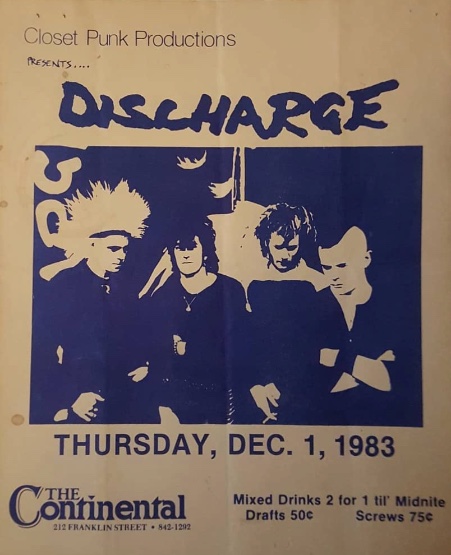 Closet Punk Productions
PRESENTS....
DISCHARGE
THURSDAY, DEC. 1, 1983
THE
Continental
212 FRANKLIN STREET • 842-1292
Mixed Drinks 2 for 1 til' Midnite
Drafts 50¢ Screws 75¢